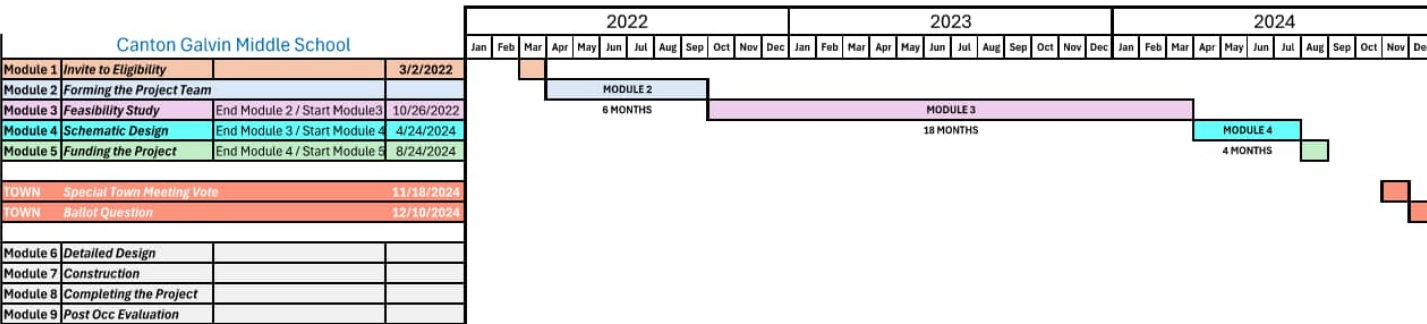 2022 2023 2024
Canton Galvin Middle School
Jan Feb Mar Apr May Jun Jul Aug Sep Oct Nov Dec Jan Feb Mar Apr May Jun Jul Aug Sep Oct Nov Dec Jan Feb Mar Apr May Jun Jul Aug Sep Oct Nov De
Module 1 Invite to Eligibility 3/2/2022
Module 2 Forming the Project Team MODULE 2
Module 3 Feasibility Study End Module 2 / Start Module3 10/26/2022 6 MONTHS MODULE 3
Module 4 Schematic Design End Module 3 / Start Module 4 4/24/2024 18 MONTHS MODULE 4
Module 5 Funding the Project End Module 4 / Start Module 5 8/24/2024 4 MONTHS
TOWN Special Town Meeting Vote 11/18/2024
TOWN Ballot Question 12/10/2024
Module 6 Detailed Design
Module 7 Construction
Module 8 Completing the Project
Module 9 Post Occ Evaluation